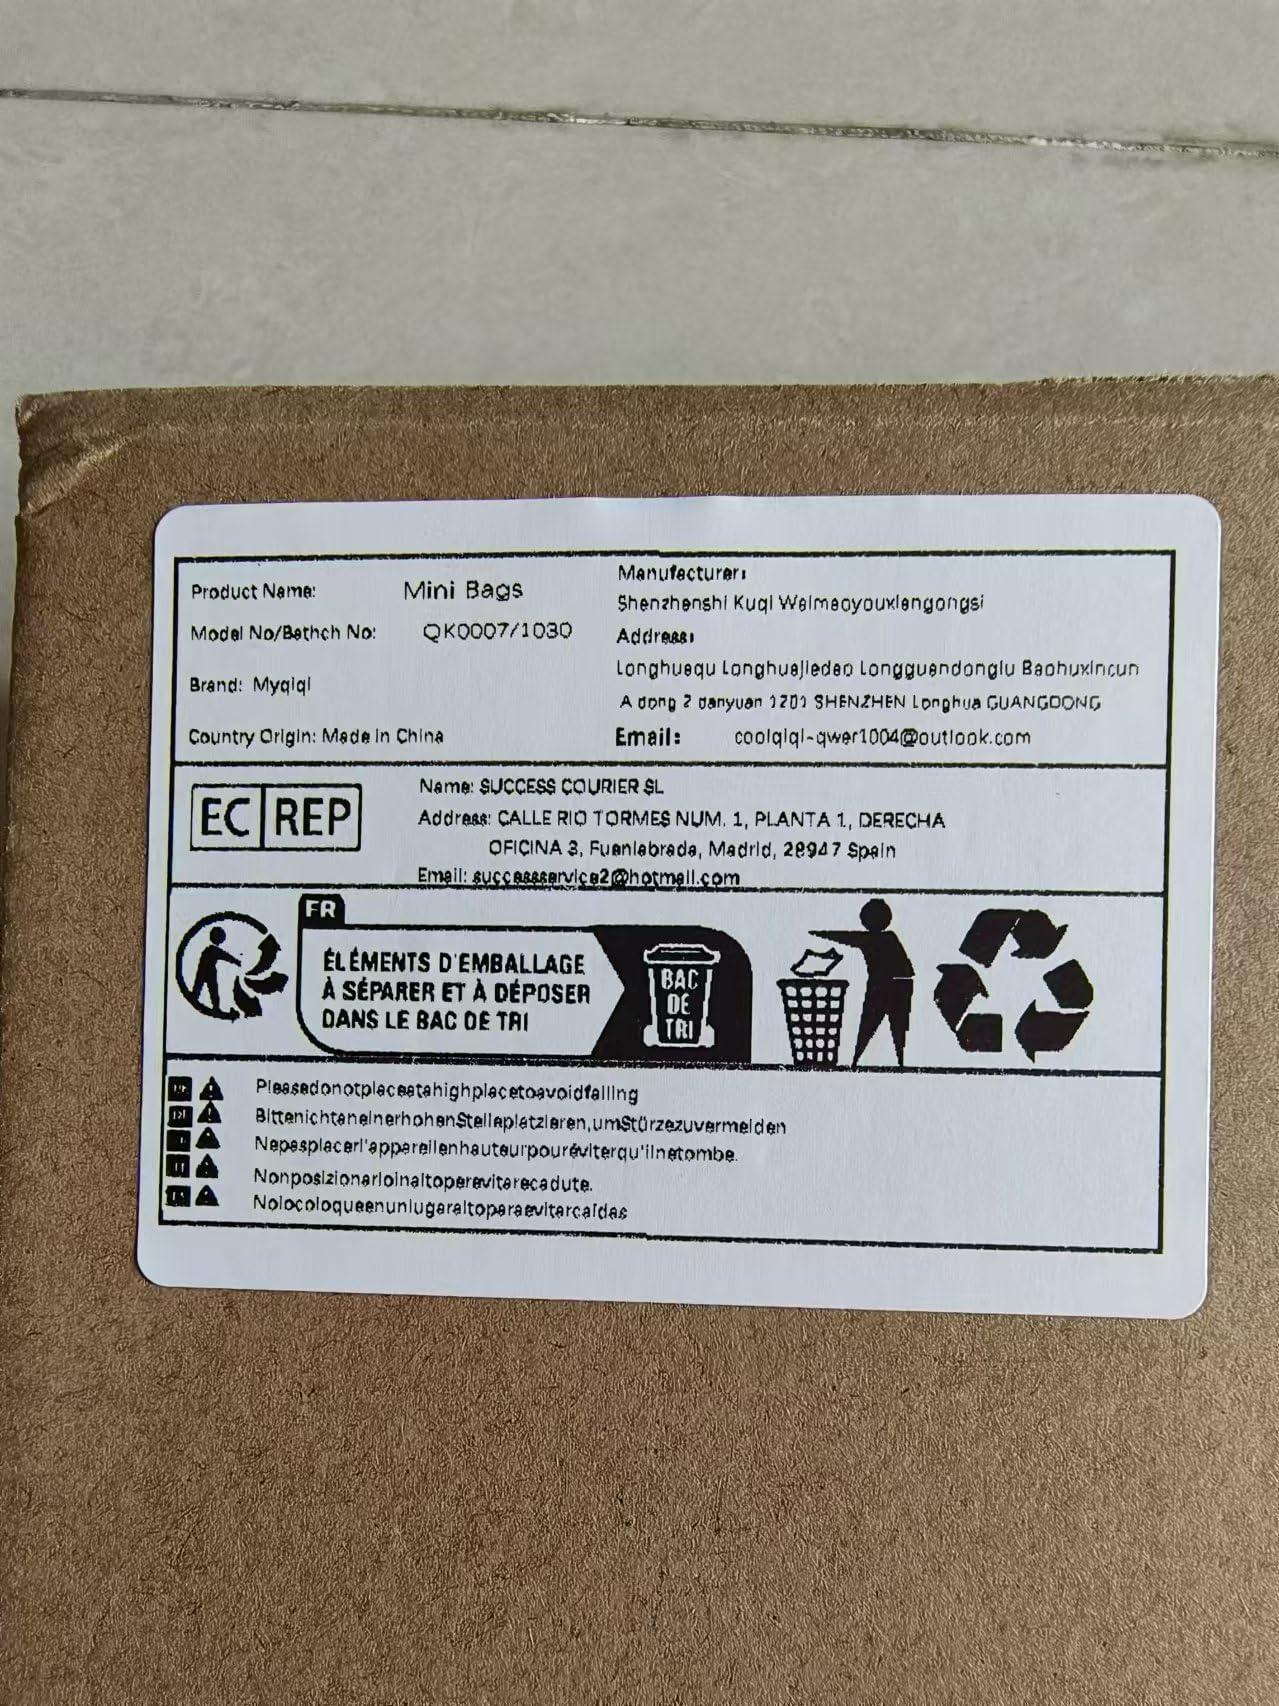 Product Name: Mini Bags
Model No/Bathch No: QK0007/1030
Brand: Myqiqi
Country Origin: Made in China
Manufacturer:
Shenzhenshi Kuqi Waimaoyouxiangongsi
Address:
Longhuaqu Longhuajiedao Longguandonglu Baohuxincun
A dong 2 danyuan 1201 SHENZHEN Longhua GUANGDONG
Email: coolqiqi-qwer1004@outlook.com
EC REP
Name: SUCCESS COURIER SL
Address: CALLE RIO TORMES NUM. 1, PLANTA 1, DERECHA
OFICINA 3, Fuenlabrada, Madrid, 28947 Spain
Email: successservice2@hotmail.com
FR
ÉLÉMENTS D'EMBALLAGE
À SÉPARER ET À DÉPOSER
DANS LE BAC DE TRI
BAC
DE
TRI
Pleasedonotplaceatahighplacetoavoidfalling
BittenichtaneinerhohenStelleplatzieren,umStürzezuvermeiden
Nepasplacerl'appareilenhauteurpouréviterqu'ilnetombe.
Nonposizionarloinaltoperevitarecadute.
Nolocoloqueenunlugaraltoparaevitarcaídas